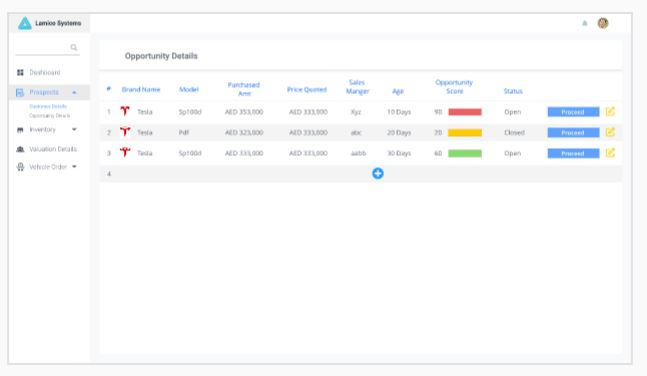 Lamico Systems
Dashboard
Prospects
Customer Details
Opportunity Details
Inventory
Valuation Details
Vehicle Order
Opportunity Details
# Brand Name Model Purchased Amt Price Quoted Sales Manger Age Opportunity Score Status
1 Tesla Sp100d AED 353,000 AED 333,000 Xyz 10 Days 90 Open Proceed
2 Tesla Pdf AED 323,000 AED 333,000 abc 20 Days 20 Closed Proceed
3 Tesla Sp100d AED 333,000 AED 333,000 aabb 30 Days 60 Open Proceed
4